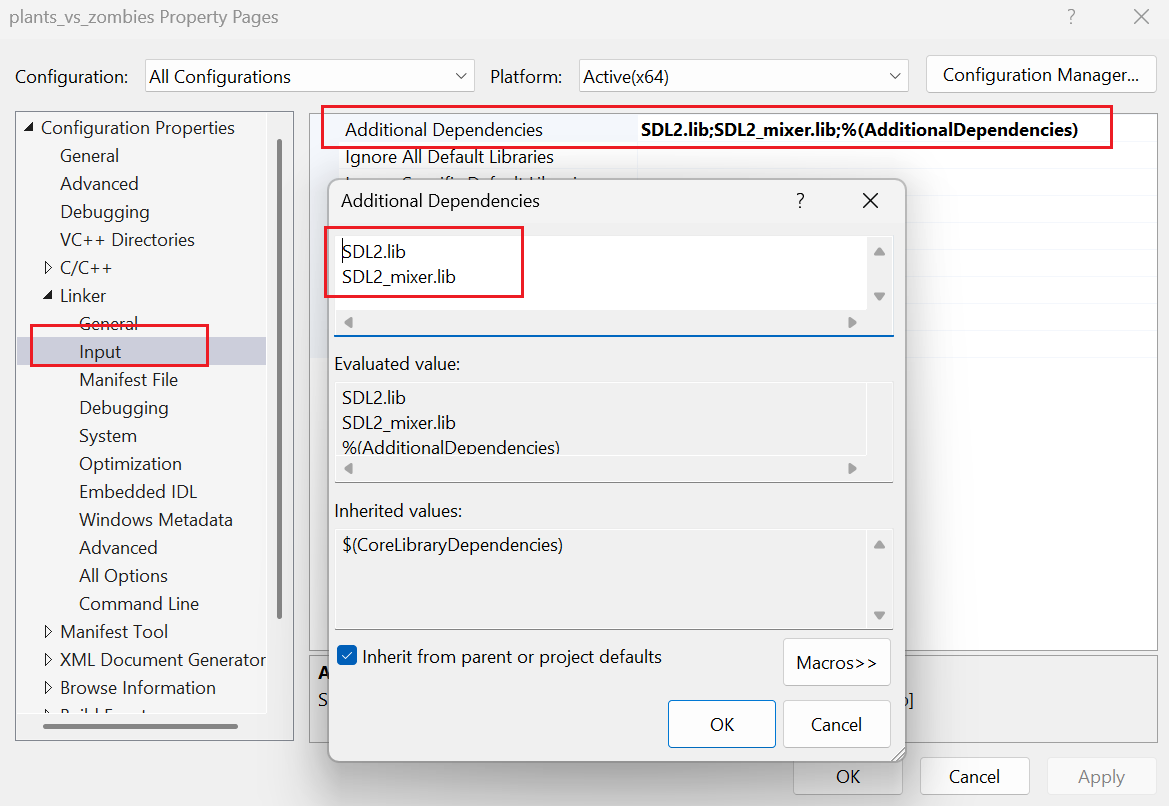 plants_vs_zombies Property Pages
?
Configuration: All Configurations Platform: Active(x64) Configuration Manager...
Configuration Properties
General
Advanced
Debugging
VC++ Directories
C/C++
Linker
General
Input
Manifest File
Debugging
System
Optimization
Embedded IDL
Windows Metadata
Advanced
All Options
Command Line
Manifest Tool
XML Document Generator
Browse Information
Additional Dependencies SDL2.lib;SDL2_mixer.lib;%(AdditionalDependencies)
Ignore All Default Libraries
Additional Dependencies
?
SDL2.lib
SDL2_mixer.lib
Evaluated value:
SDL2.lib
SDL2_mixer.lib
%(AdditionalDependencies)
Inherited values:
$(CoreLibraryDependencies)
Inherit from parent or project defaults
Macros>>
OK Cancel
OK Cancel Apply